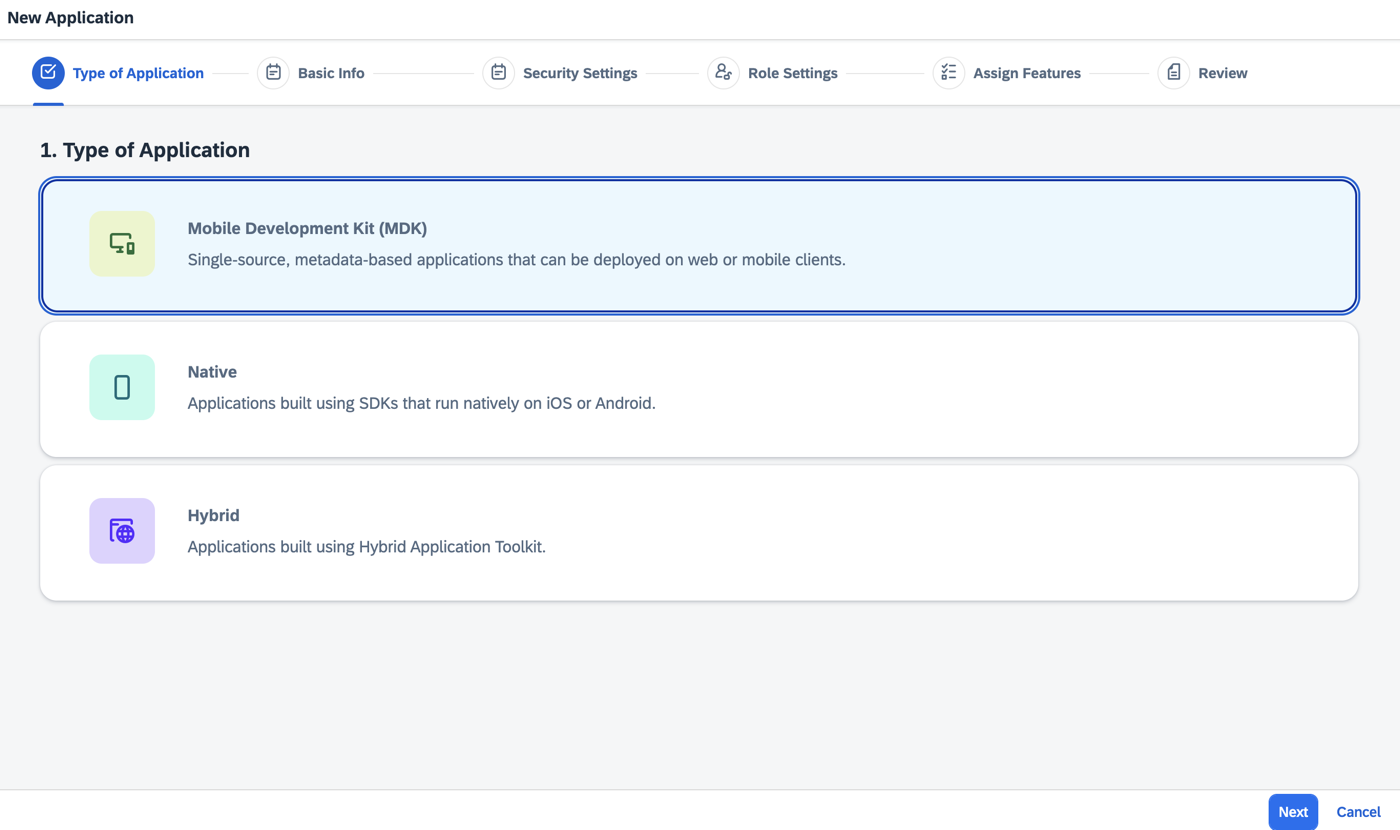 New Application
Type of Application
Basic Info
Security Settings
Role Settings
Assign Features
Review
1. Type of Application
Mobile Development Kit (MDK)
Single-source, metadata-based applications that can be deployed on web or mobile clients.
Native
Applications built using SDKs that run natively on iOS or Android.
Hybrid
Applications built using Hybrid Application Toolkit.
Next
Cancel